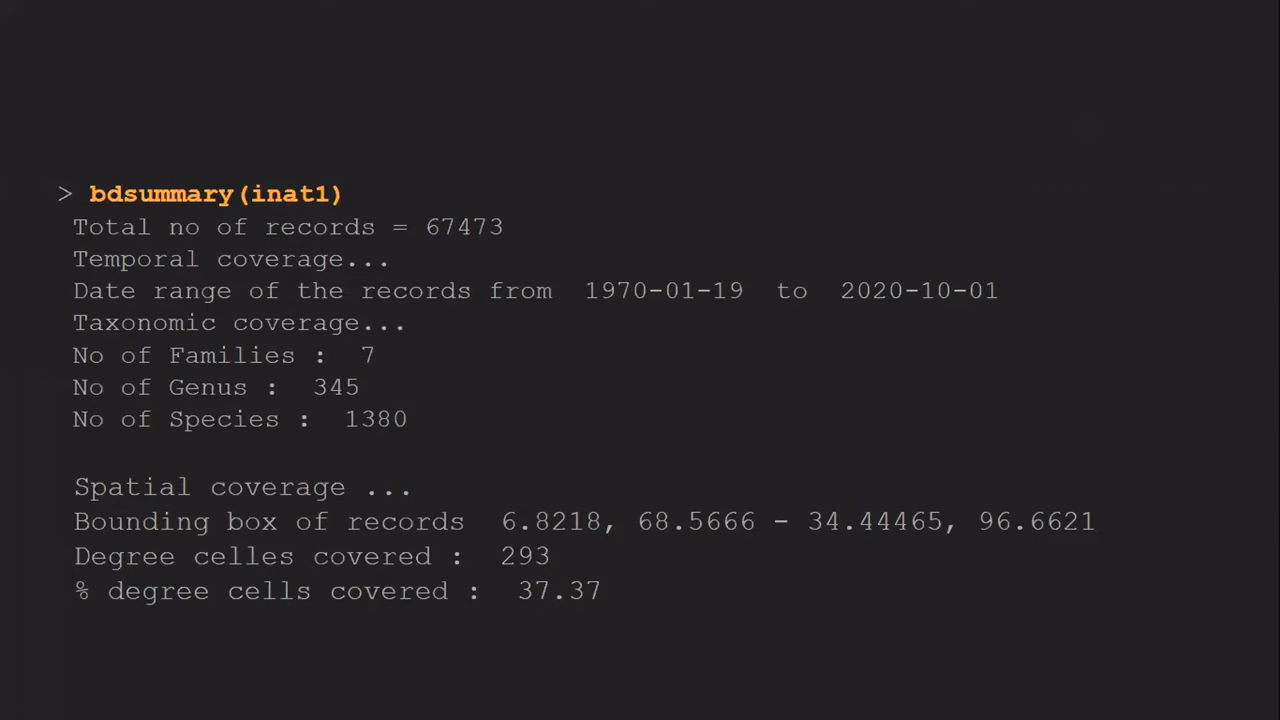 > bdsummary(inat1)
Total no of records = 67473
Temporal coverage...
Date range of the records from 1970-01-19 to 2020-10-01
Taxonomic coverage...
No of Families : 7
No of Genus : 345
No of Species : 1380
Spatial coverage ...
Bounding box of records 6.8218, 68.5666 - 34.44465, 96.6621
Degree celles covered : 293
% degree cells covered : 37.37